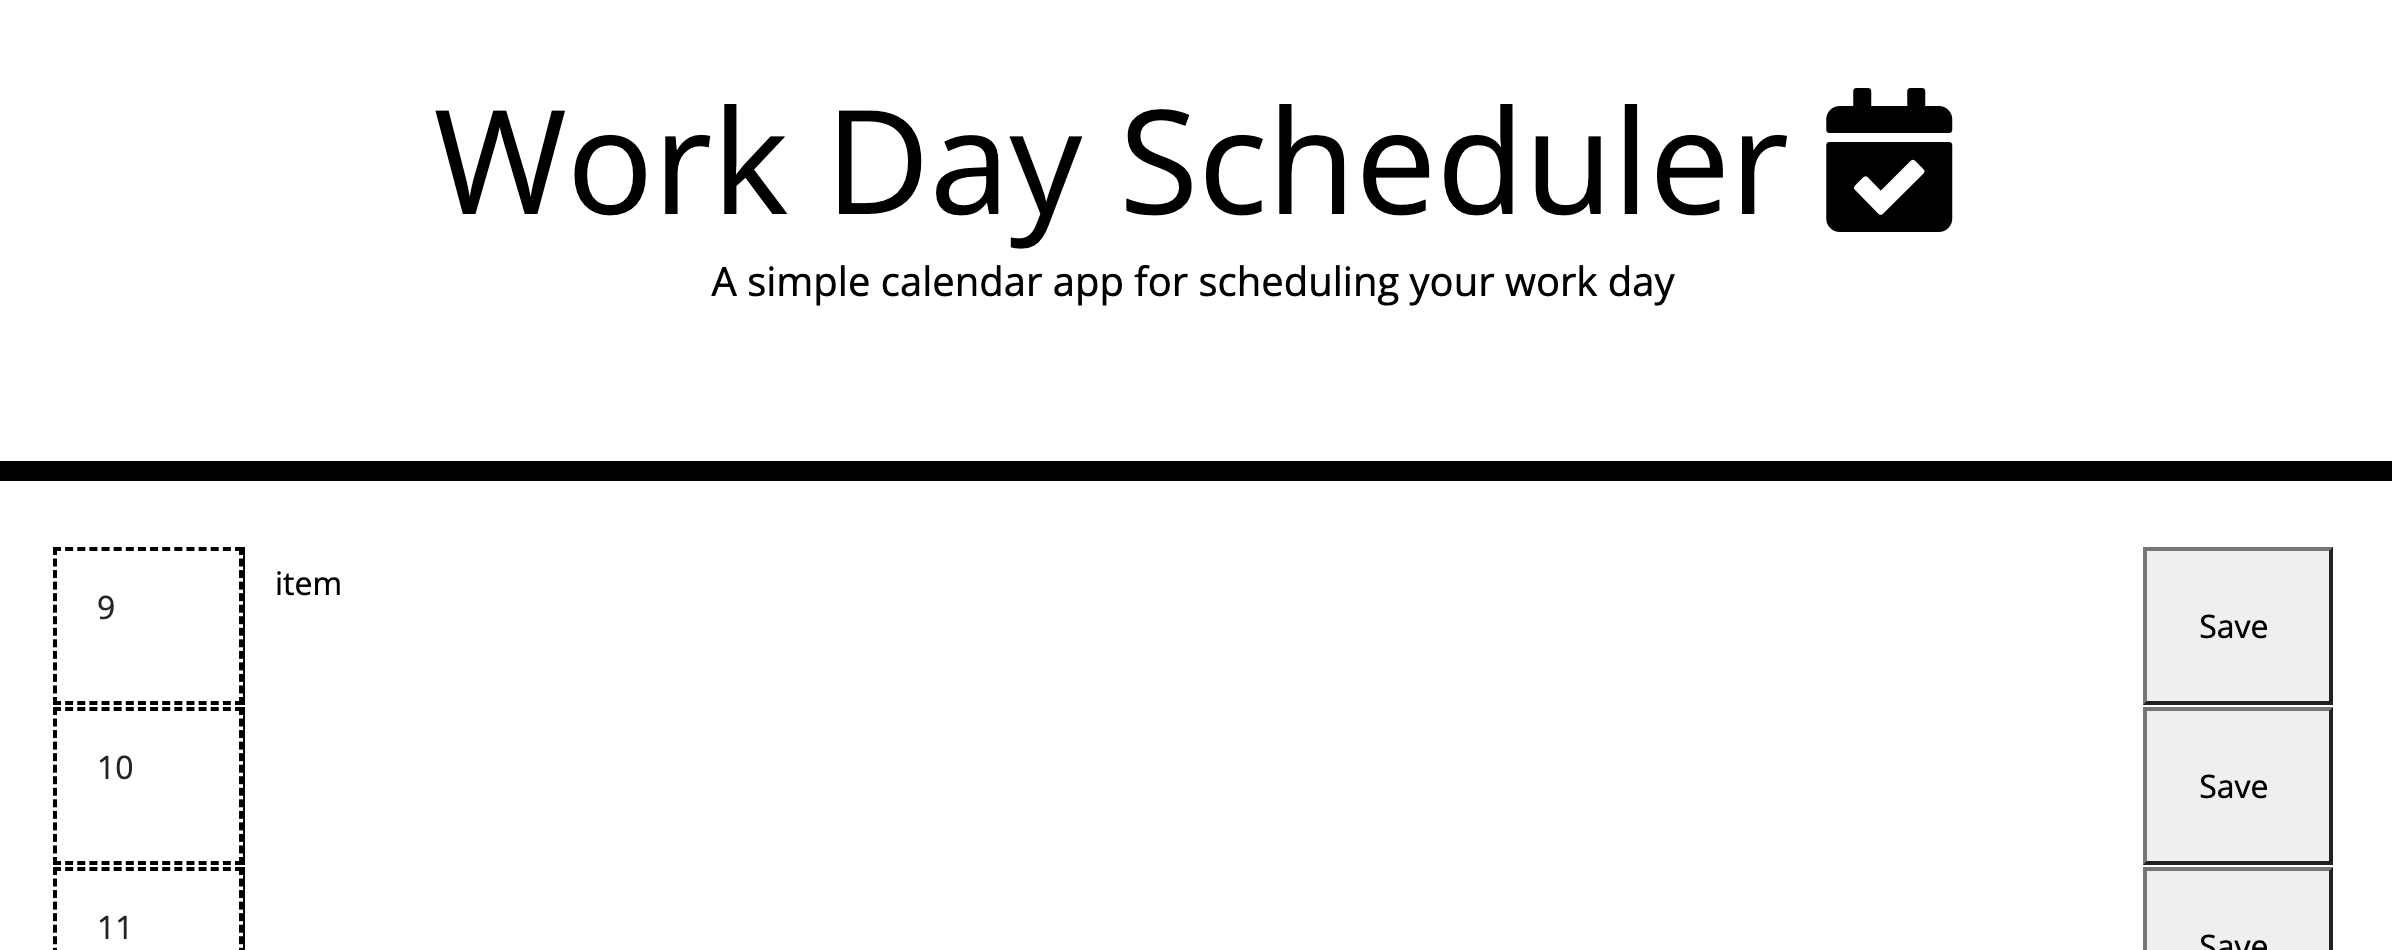 Work Day Scheduler
A simple calendar app for scheduling your work day
9
item
Save
10
Save
11
Save